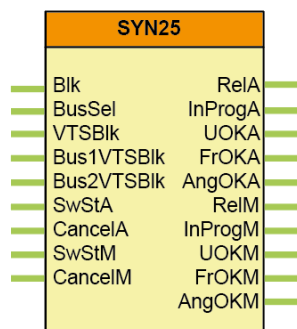 SYN25
Blk RelA
BusSel InProgA
VTSBlk UOKA
Bus1VTSBlk FrOKA
Bus2VTSBlk AngOKA
SwStA RelM
CancelA InProgM
SwStM UOKM
CancelM FrOKM
AngOKM